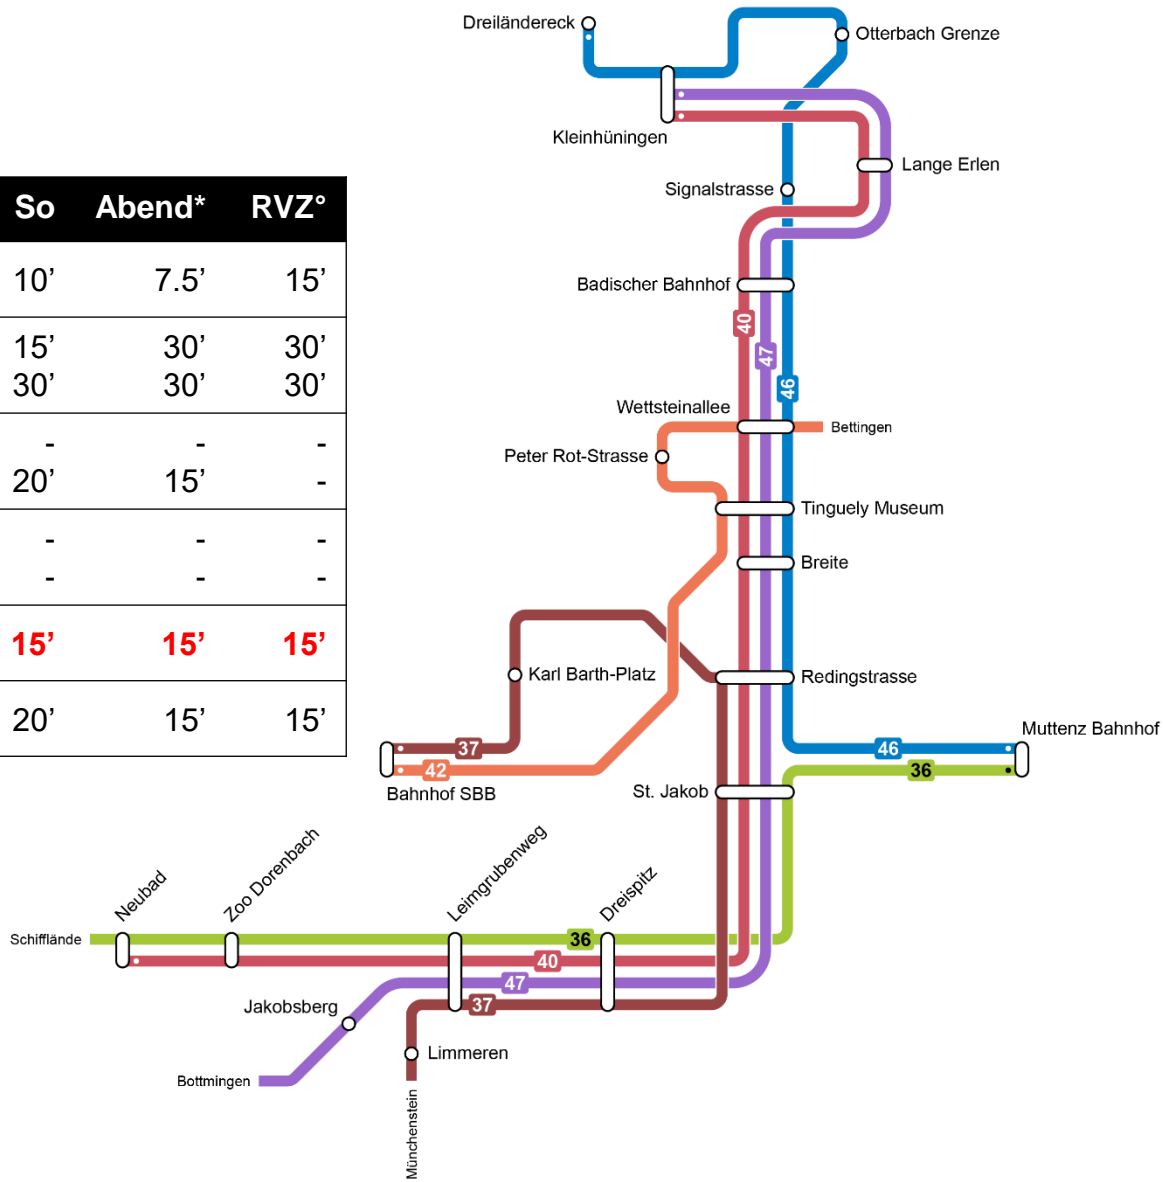 Dreiländereck
Otterbach Grenze
Kleinhüningen
Lange Erlen
Signalstrasse
So Abend* RVZ°
10’ 7.5’ 15’
15’ 30’ 30’
30’ 30’ 30’
- - -
20’ 15’ -
- - -
- - -
15’ 15’ 15’
20’ 15’ 15’
Badischer Bahnhof
40
47
46
Wettsteinallee
Bettingen
Peter Rot-Strasse
Tinguely Museum
Breite
Karl Barth-Platz
Redingstrasse
Muttenz Bahnhof
37
46
42
36
Bahnhof SBB
St. Jakob
Neubad
Zoo Dorenbach
Leimgrubenweg
Dreispitz
Schifflände
36
40
47
37
Jakobsberg
Limmeren
Bottmingen
Münchenstein